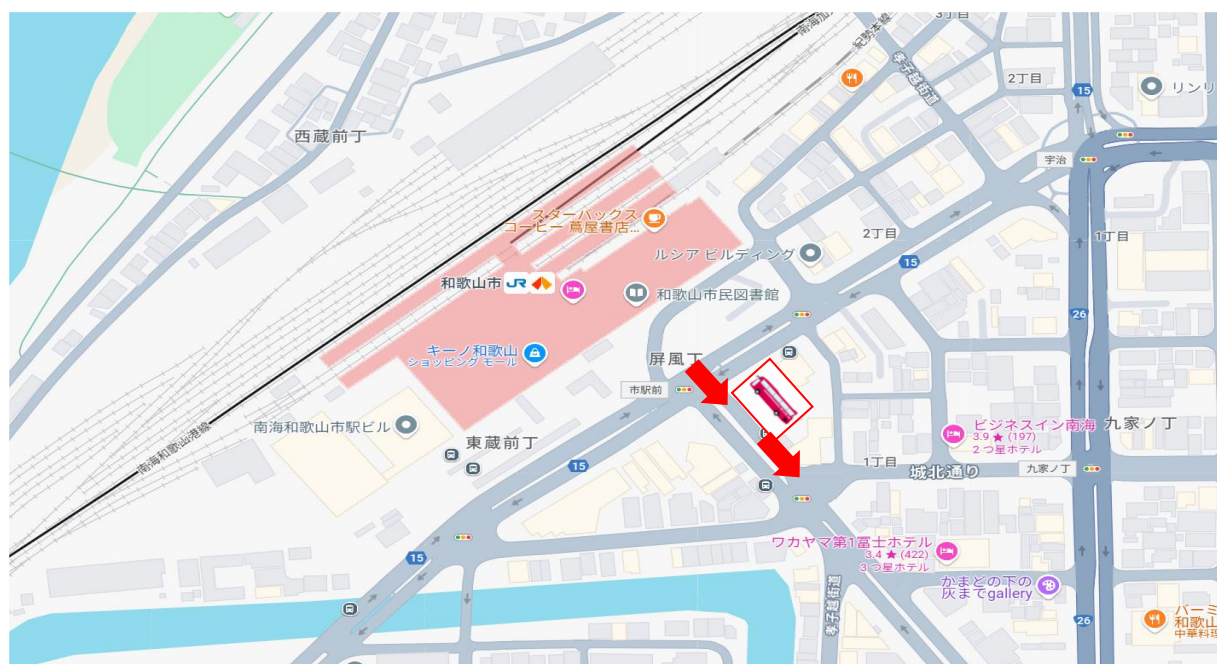 3丁目
南海加
紀勢本線
孝子越街道
2丁目
15
リンリ
西蔵前丁
宇治
スターバックス
コーヒー 蔦屋書店...
2丁目
1丁目
ルシア ビルディング
15
和歌山市
JR
和歌山市民図書館
26
キーノ和歌山
ショッピング モール
屏風丁
市駅前
南海和歌山市駅ビル
東蔵前丁
ビジネスイン南海
3.9 ★ (197)
2 つ星ホテル
九家ノ丁
南海和歌山港線
15
1丁目
城北通り
九家ノ丁
ワカヤマ第1冨士ホテル
3.4 ★ (422)
3 つ星ホテル
15
かまどの下の
灰までgallery
孝子越街道
26
バーミ
和歌山
中華料理